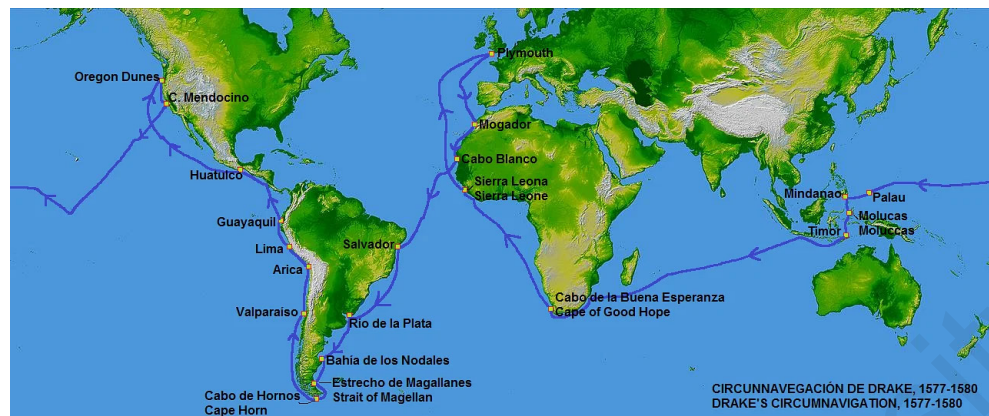 Plymouth
Oregon Dunes
C. Mendocino
Mogador
Cabo Blanco
Huatulco
Sierra Leona
Sierra Leone
Mindanao
Palau
Molucas
Moluccas
Guayaquil
Timor
Lima
Salvador
Arica
Cabo de la Buena Esperanza
Cape of Good Hope
Valparaiso
Rio de la Plata
Bahía de los Nodales
Estrecho de Magallanes
Strait of Magellan
Cabo de Hornos
Cape Horn
CIRCUNNAVEGACIÓN DE DRAKE, 1577-1580
DRAKE'S CIRCUMNAVIGATION, 1577-1580